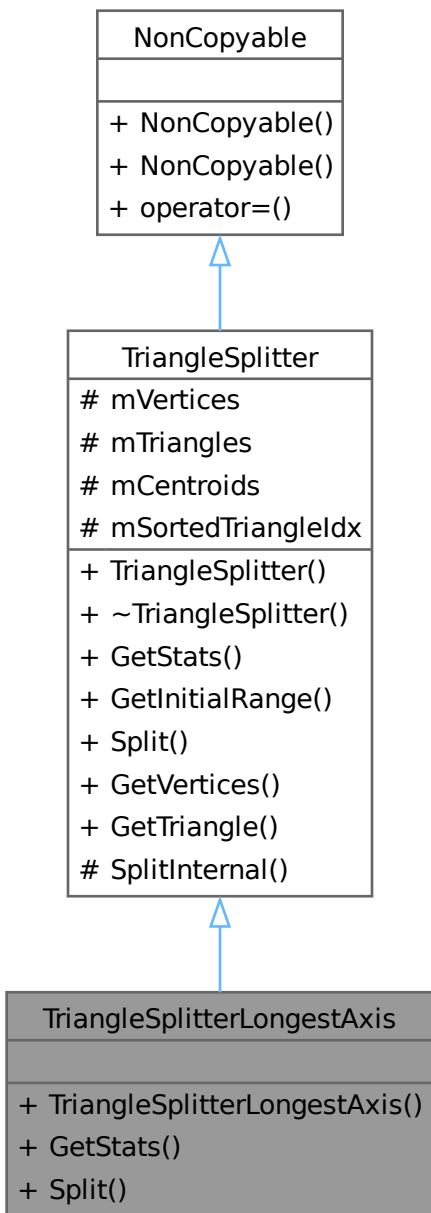 NonCopyable
+ NonCopyable()
+ NonCopyable()
+ operator=()
TriangleSplitter
# mVertices
# mTriangles
# mCentroids
# mSortedTriangleIdx
+ TriangleSplitter()
+ ~TriangleSplitter()
+ GetStats()
+ GetInitialRange()
+ Split()
+ GetVertices()
+ GetTriangle()
# SplitInternal()
TriangleSplitterLongestAxis
+ TriangleSplitterLongestAxis()
+ GetStats()
+ Split()